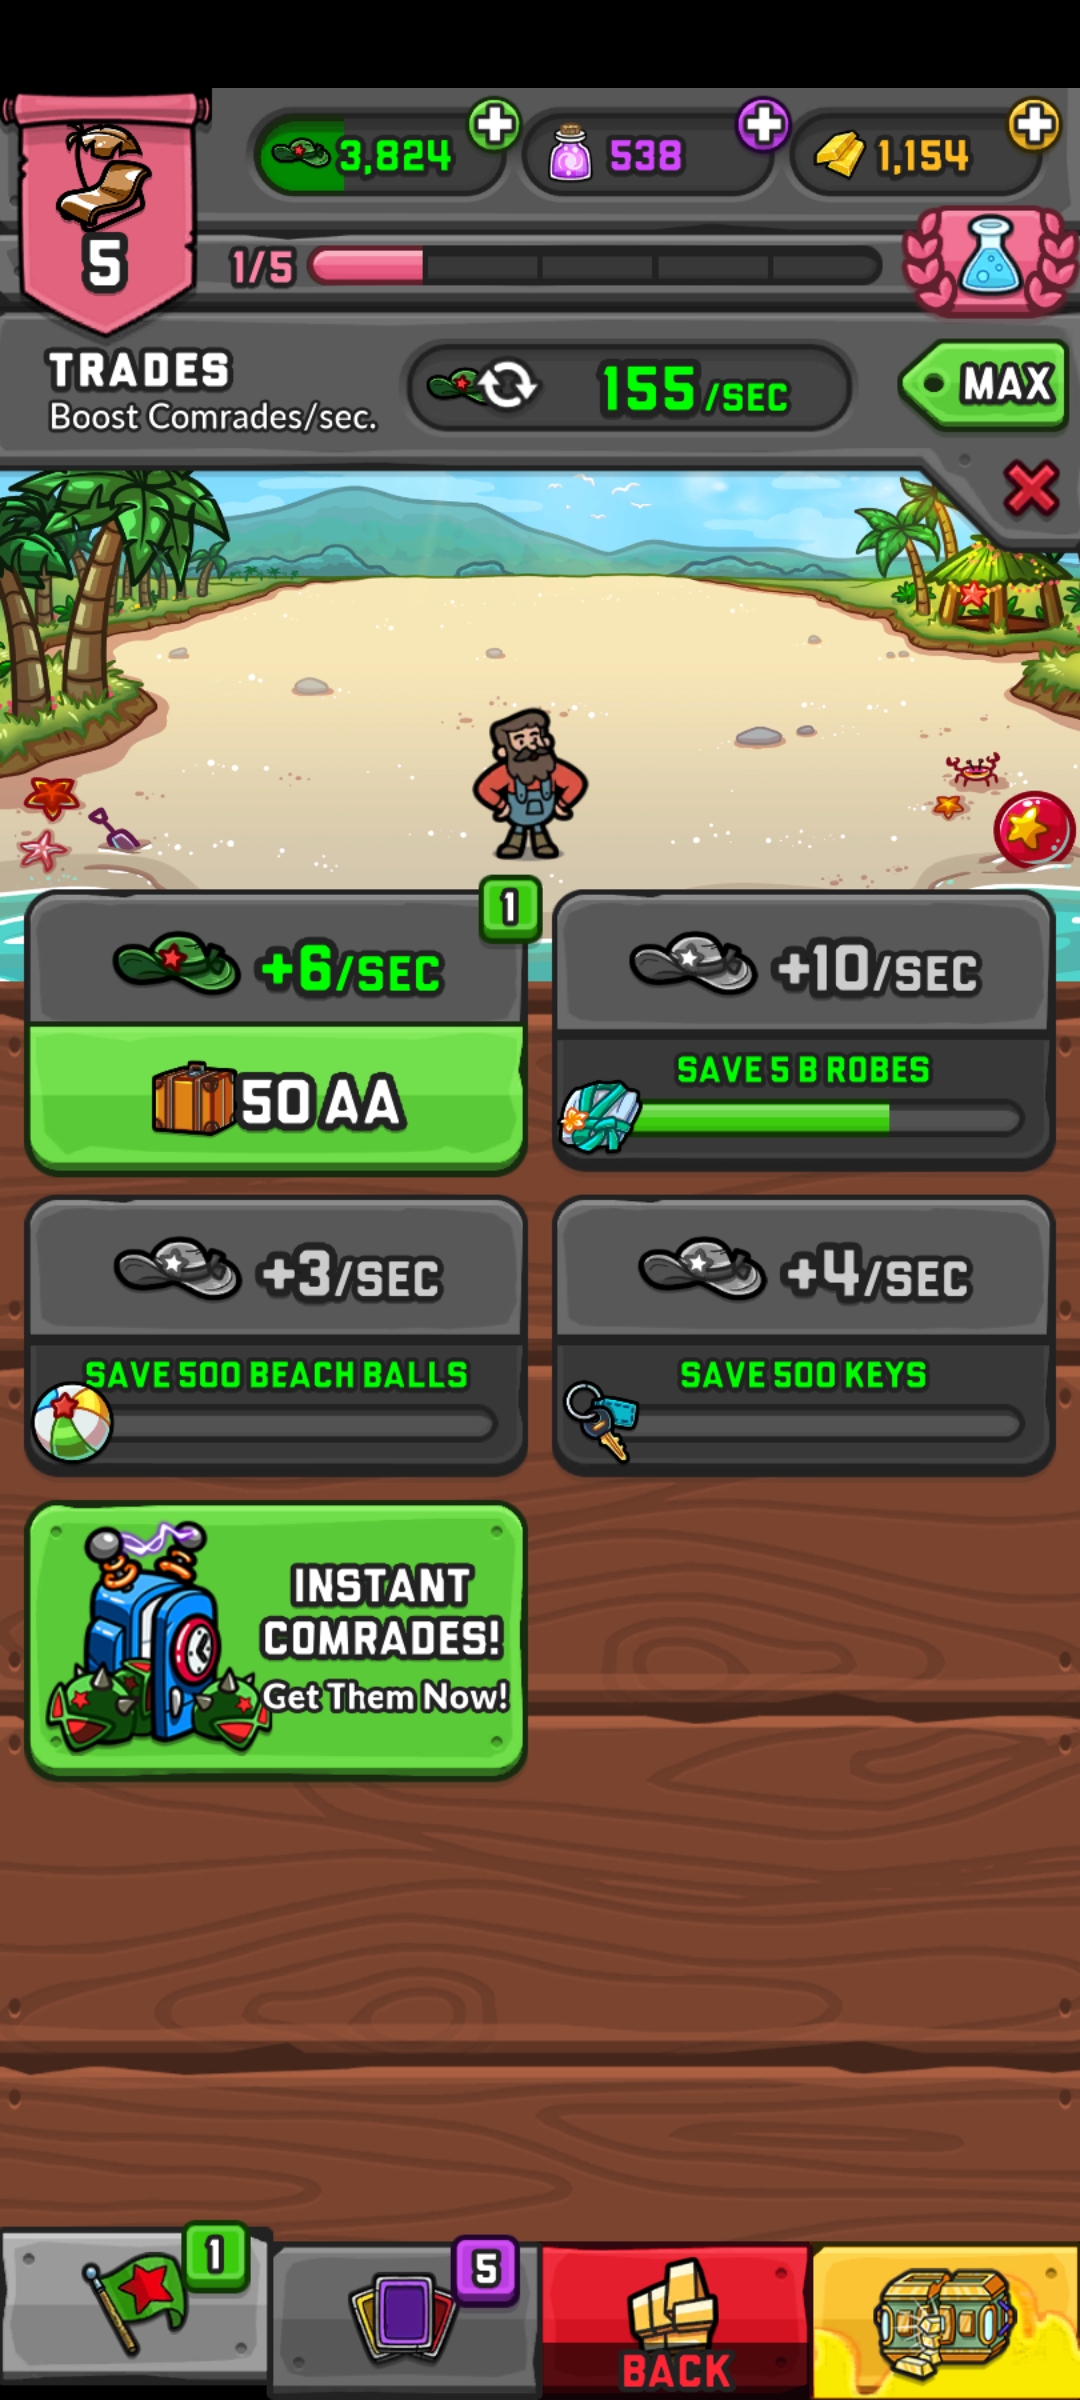 5
3,824
538
1,154
1/5
TRADES
Boost Comrades/sec.
155/SEC
MAX
1
+6/SEC
50 AA
+10/SEC
SAVE 5 B ROBES
+3/SEC
SAVE 500 BEACH BALLS
+4/SEC
SAVE 500 KEYS
INSTANT
COMRADES!
Get Them Now!
1
5
BACK